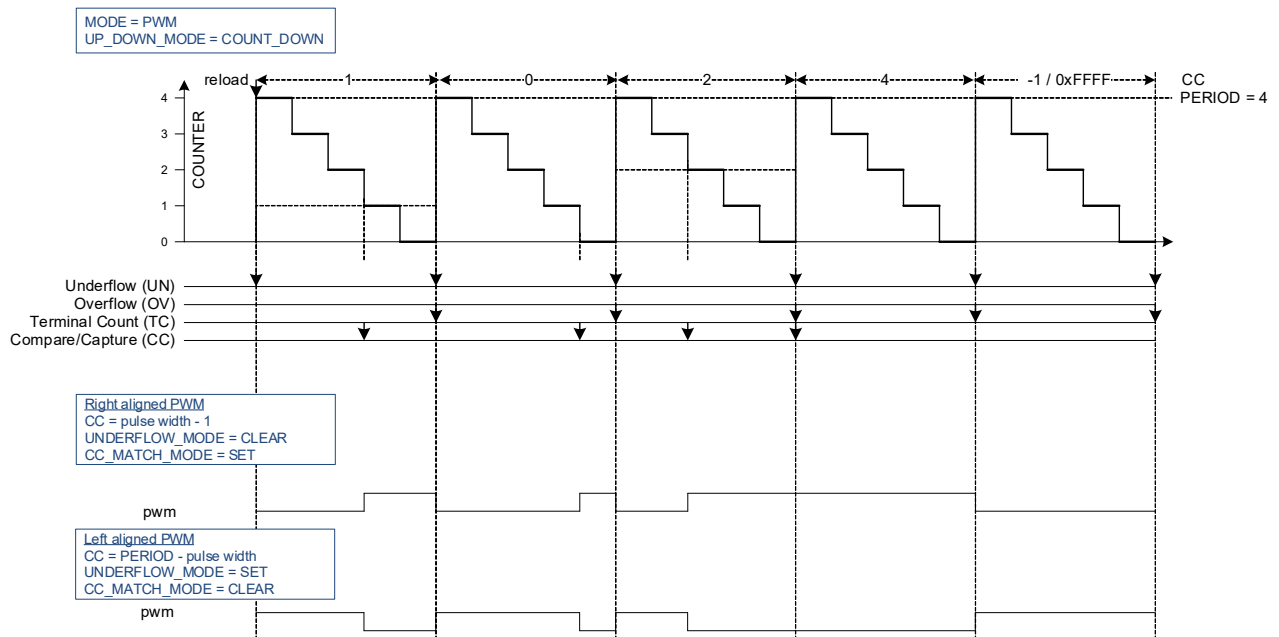 MODE = PWM
UP_DOWN_MODE = COUNT_DOWN
reload 1 0 2 4 -1 / 0xFFFF CC
4 PERIOD = 4
3
COUNTER
2
1
0
Underflow (UN)
Overflow (OV)
Terminal Count (TC)
Compare/Capture (CC)
Right aligned PWM
CC = pulse width - 1
UNDERFLOW_MODE = CLEAR
CC_MATCH_MODE = SET
pwm
Left aligned PWM
CC = PERIOD - pulse width
UNDERFLOW_MODE = SET
CC_MATCH_MODE = CLEAR
pwm